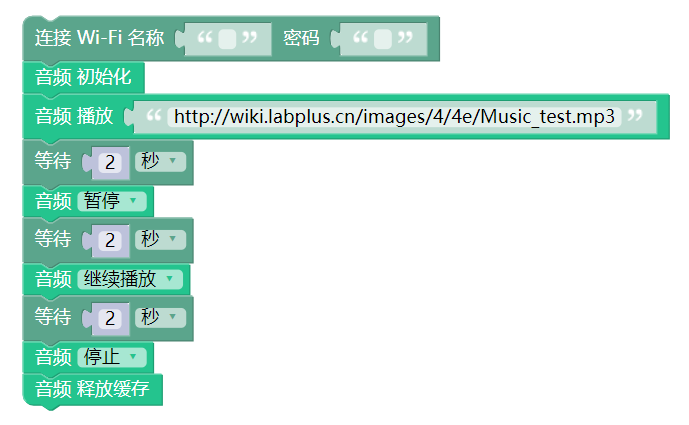 连接 Wi-Fi 名称 “ ” 密码 “ ”
音频 初始化
音频 播放 “ http://wiki.labplus.cn/images/4/4e/Music_test.mp3 ”
等待 2 秒
音频 暂停
等待 2 秒
音频 继续播放
等待 2 秒
音频 停止
音频 释放缓存